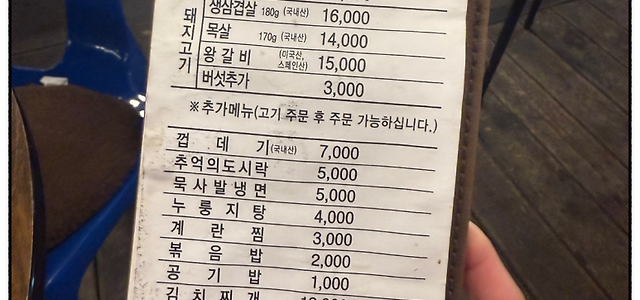 돼지고기
생삼겹살 180g (국내산) 16,000
목살 170g (국내산) 14,000
왕갈비 (미국산, 스페인산) 15,000
버섯추가 3,000
※추가메뉴(고기 주문 후 주문 가능하십니다.)
껍데기(국내산) 7,000
추억의도시락 5,000
묵사발냉면 5,000
누룽지탕 4,000
계란찜 3,000
볶음밥 2,000
공기밥 1,000
김치찌개